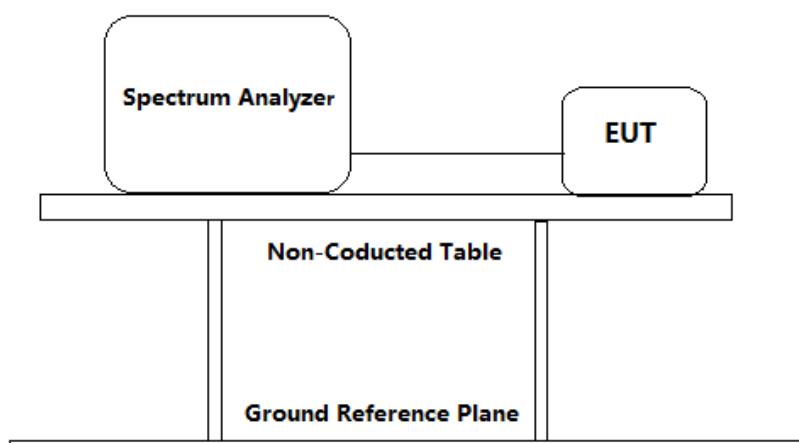 Spectrum Analyzer
EUT
Non-Coducted Table
Ground Reference Plane